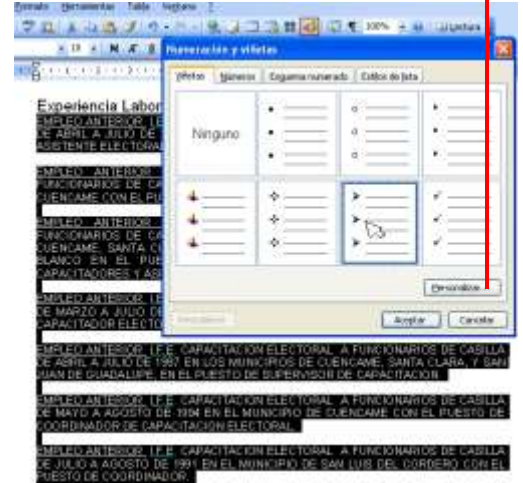 Formato Herramientas Tabla Ventana ?
100% Lectura
10 N K
Numeración y viñetas
Viñetas Números Esquema numerado Estilos de lista
Ninguno
Personalizar...
Aceptar Cancelar
Experiencia Labor
EMPLEO ANTERIOR I.F.
DE ABRIL A JULIO DE
ASISTENTE ELECTORAL
EMPLEO ANTERIOR
FUNCIONARIOS DE CA
CUENCAME CON EL PU
EMPLEO ANTERIOR
FUNCIONARIOS DE CA
CUENCAME, SANTA CL
BLANCO EN EL PUE
CAPACITADORES Y ASI
EMPLEO ANTERIOR I.F.
DE MARZO A JULIO DE
CAPACITADOR ELECTO
EMPLEO ANTERIOR I.F.E. CAPACITACION ELECTORAL A FUNCIONARIOS DE CASILLA
DE ABRIL A JULIO DE 1997 EN LOS MUNICIPIOS DE CUENCAME, SANTA CLARA, Y SAN
JUAN DE GUADALUPE, EN EL PUESTO DE SUPERVISOR DE CAPACITACION.
EMPLEO ANTERIOR I.F.E. CAPACITACION ELECTORAL A FUNCIONARIOS DE CASILLA
DE MAYO A AGOSTO DE 1994 EN EL MUNICIPIO DE CUENCAME CON EL PUESTO DE
COORDINADOR DE CAPACITACION ELECTORAL.
EMPLEO ANTERIOR I.F.E. CAPACITACION ELECTORAL A FUNCIONARIOS DE CASILLA
DE JULIO A AGOSTO DE 1991 EN EL MUNICIPIO DE SAN LUIS DEL CORDERO CON EL
PUESTO DE COORDINADOR.